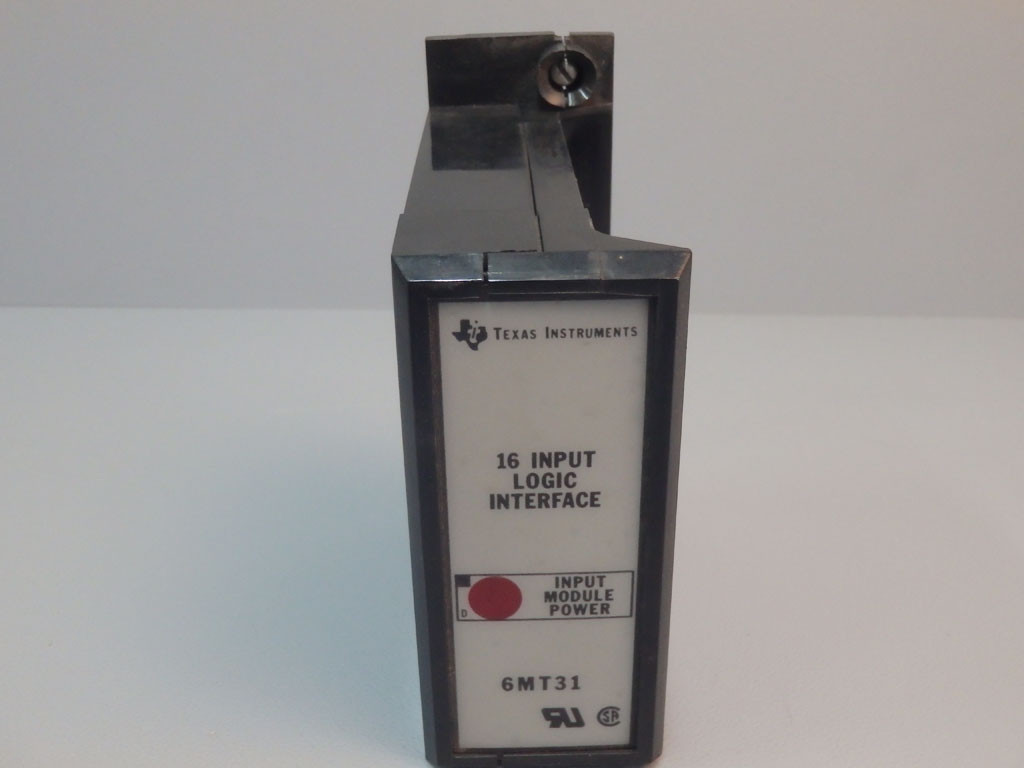 TEXAS INSTRUMENTS
16 INPUT
LOGIC
INTERFACE
D
INPUT
MODULE
POWER
6MT31